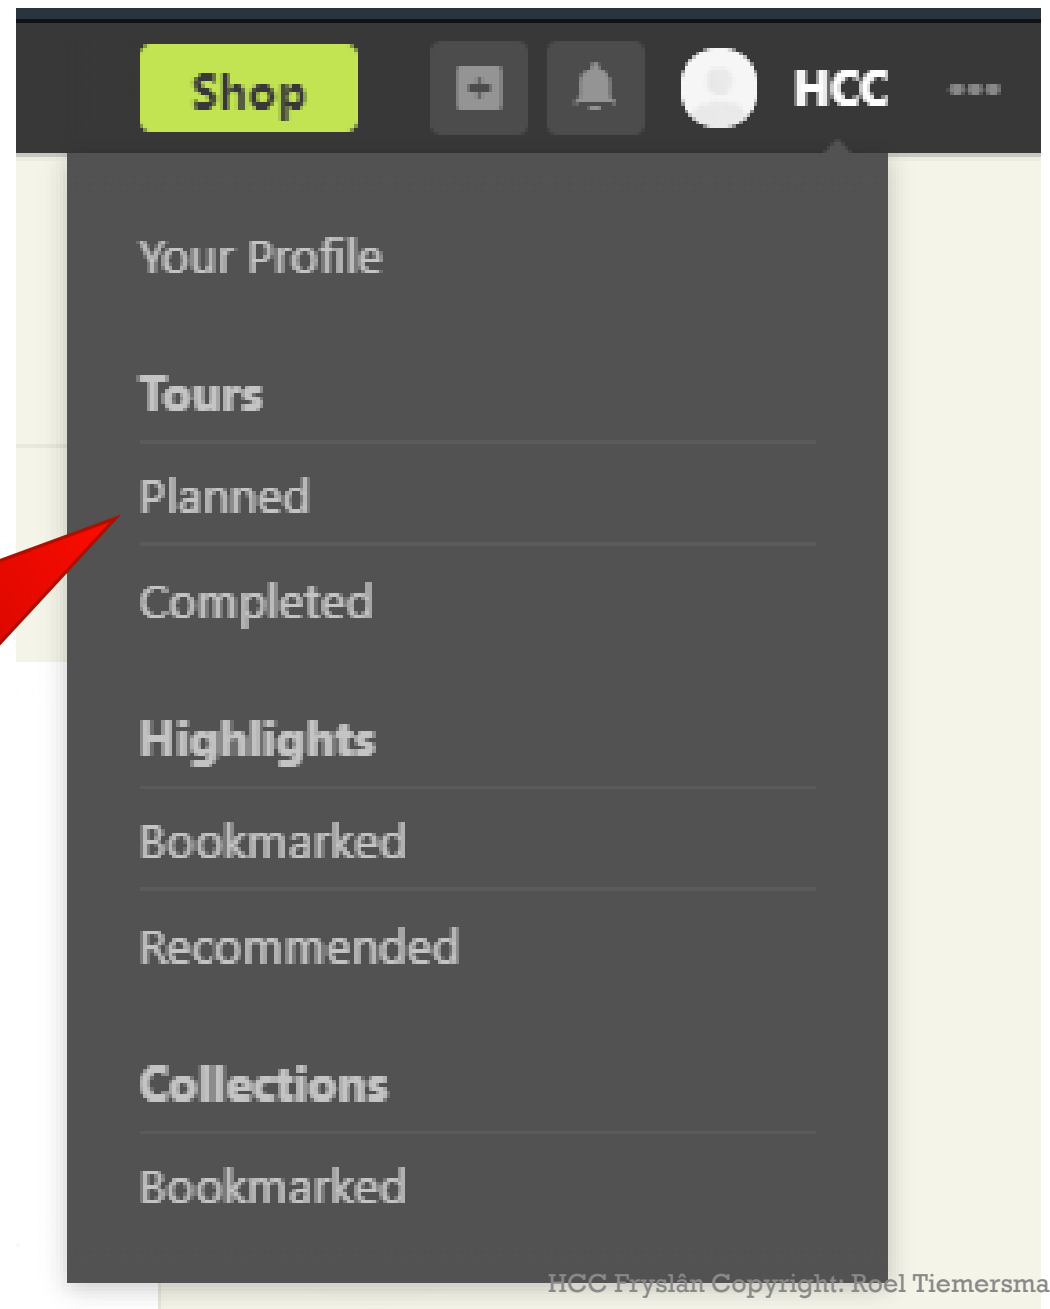 Shop HCC
Your Profile
Tours
Planned
Completed
Highlights
Bookmarked
Recommended
Collections
Bookmarked
HCC Fryslân Copyright: Roel Tiemersma